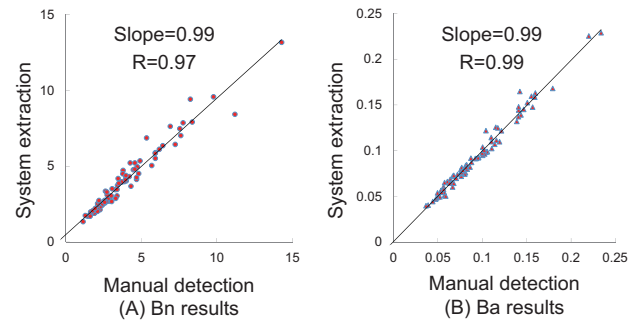 15
10
5
0
0
5
10
15
Slope=0.99
R=0.97
System extraction
Manual detection
(A) Bn results
0.25
0.2
0.15
0.1
0.05
0
0
0.05
0.1
0.15
0.2
0.25
Slope=0.99
R=0.99
System extraction
Manual detection
(B) Ba results